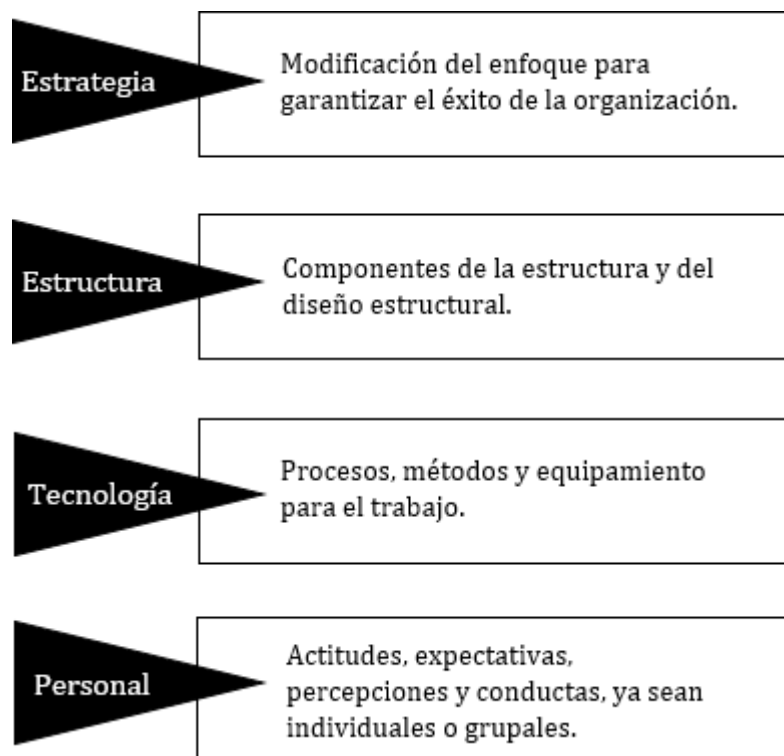 Estrategia
Modificación del enfoque para
garantizar el éxito de la organización.
Estructura
Componentes de la estructura y del
diseño estructural.
Tecnología
Procesos, métodos y equipamiento
para el trabajo.
Personal
Actitudes, expectativas,
percepciones y conductas, ya sean
individuales o grupales.